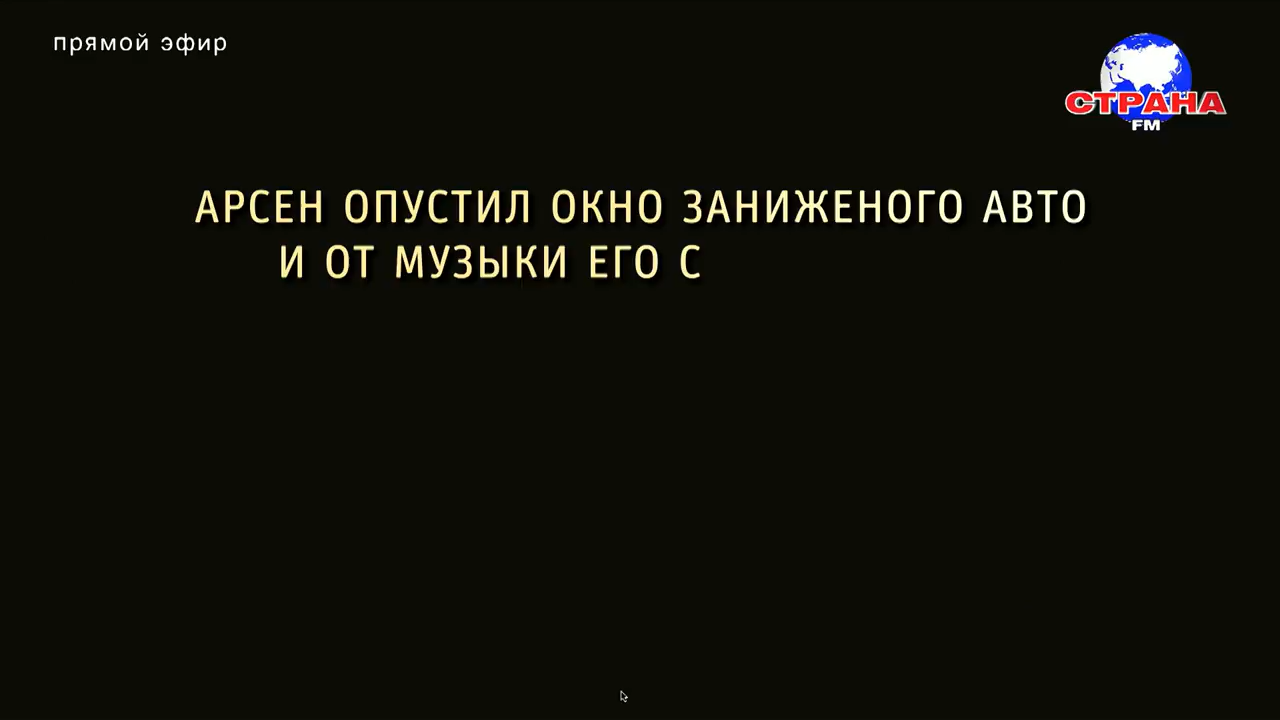 прямой эфир
СТРАНА
FM
АРСЕН ОПУСТИЛ ОКНО ЗАНИЖЕНОГО АВТО
И ОТ МУЗЫКИ ЕГО С